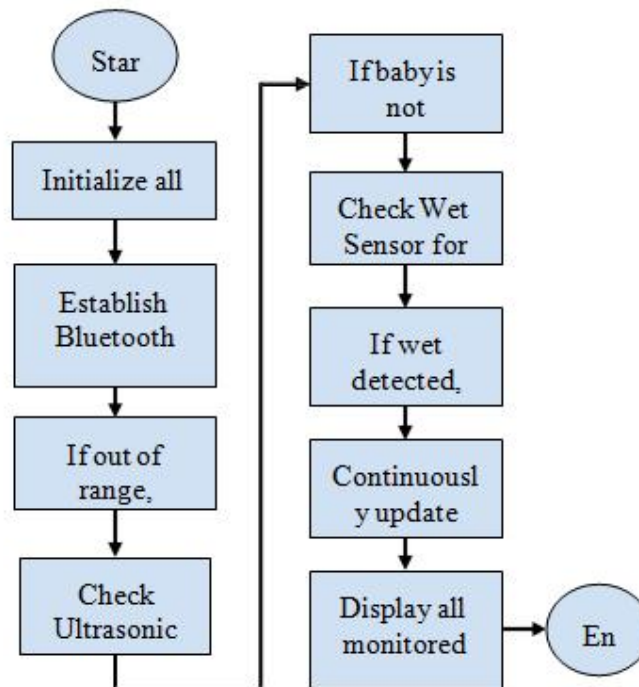 Star
Initialize all
Establish
Bluetooth
If out of
range,
Check
Ultrasonic
If baby is
not
Check Wet
Sensor for
If wet
detected,
Continuousl
y update
Display all
monitored
En